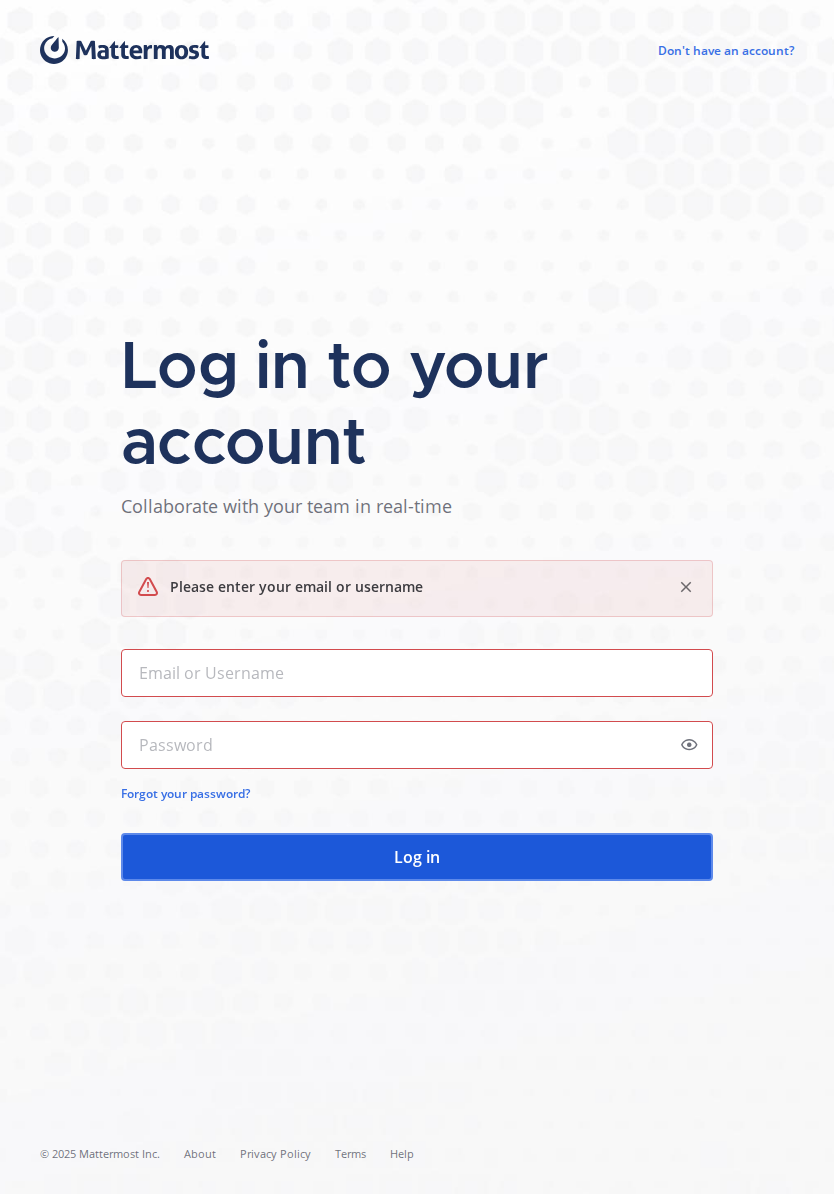 Mattermost
Don't have an account?
Log in to your
account
Collaborate with your team in real-time
Please enter your email or username
Email or Username
Password
Forgot your password?
Log in
© 2025 Mattermost Inc. About Privacy Policy Terms Help